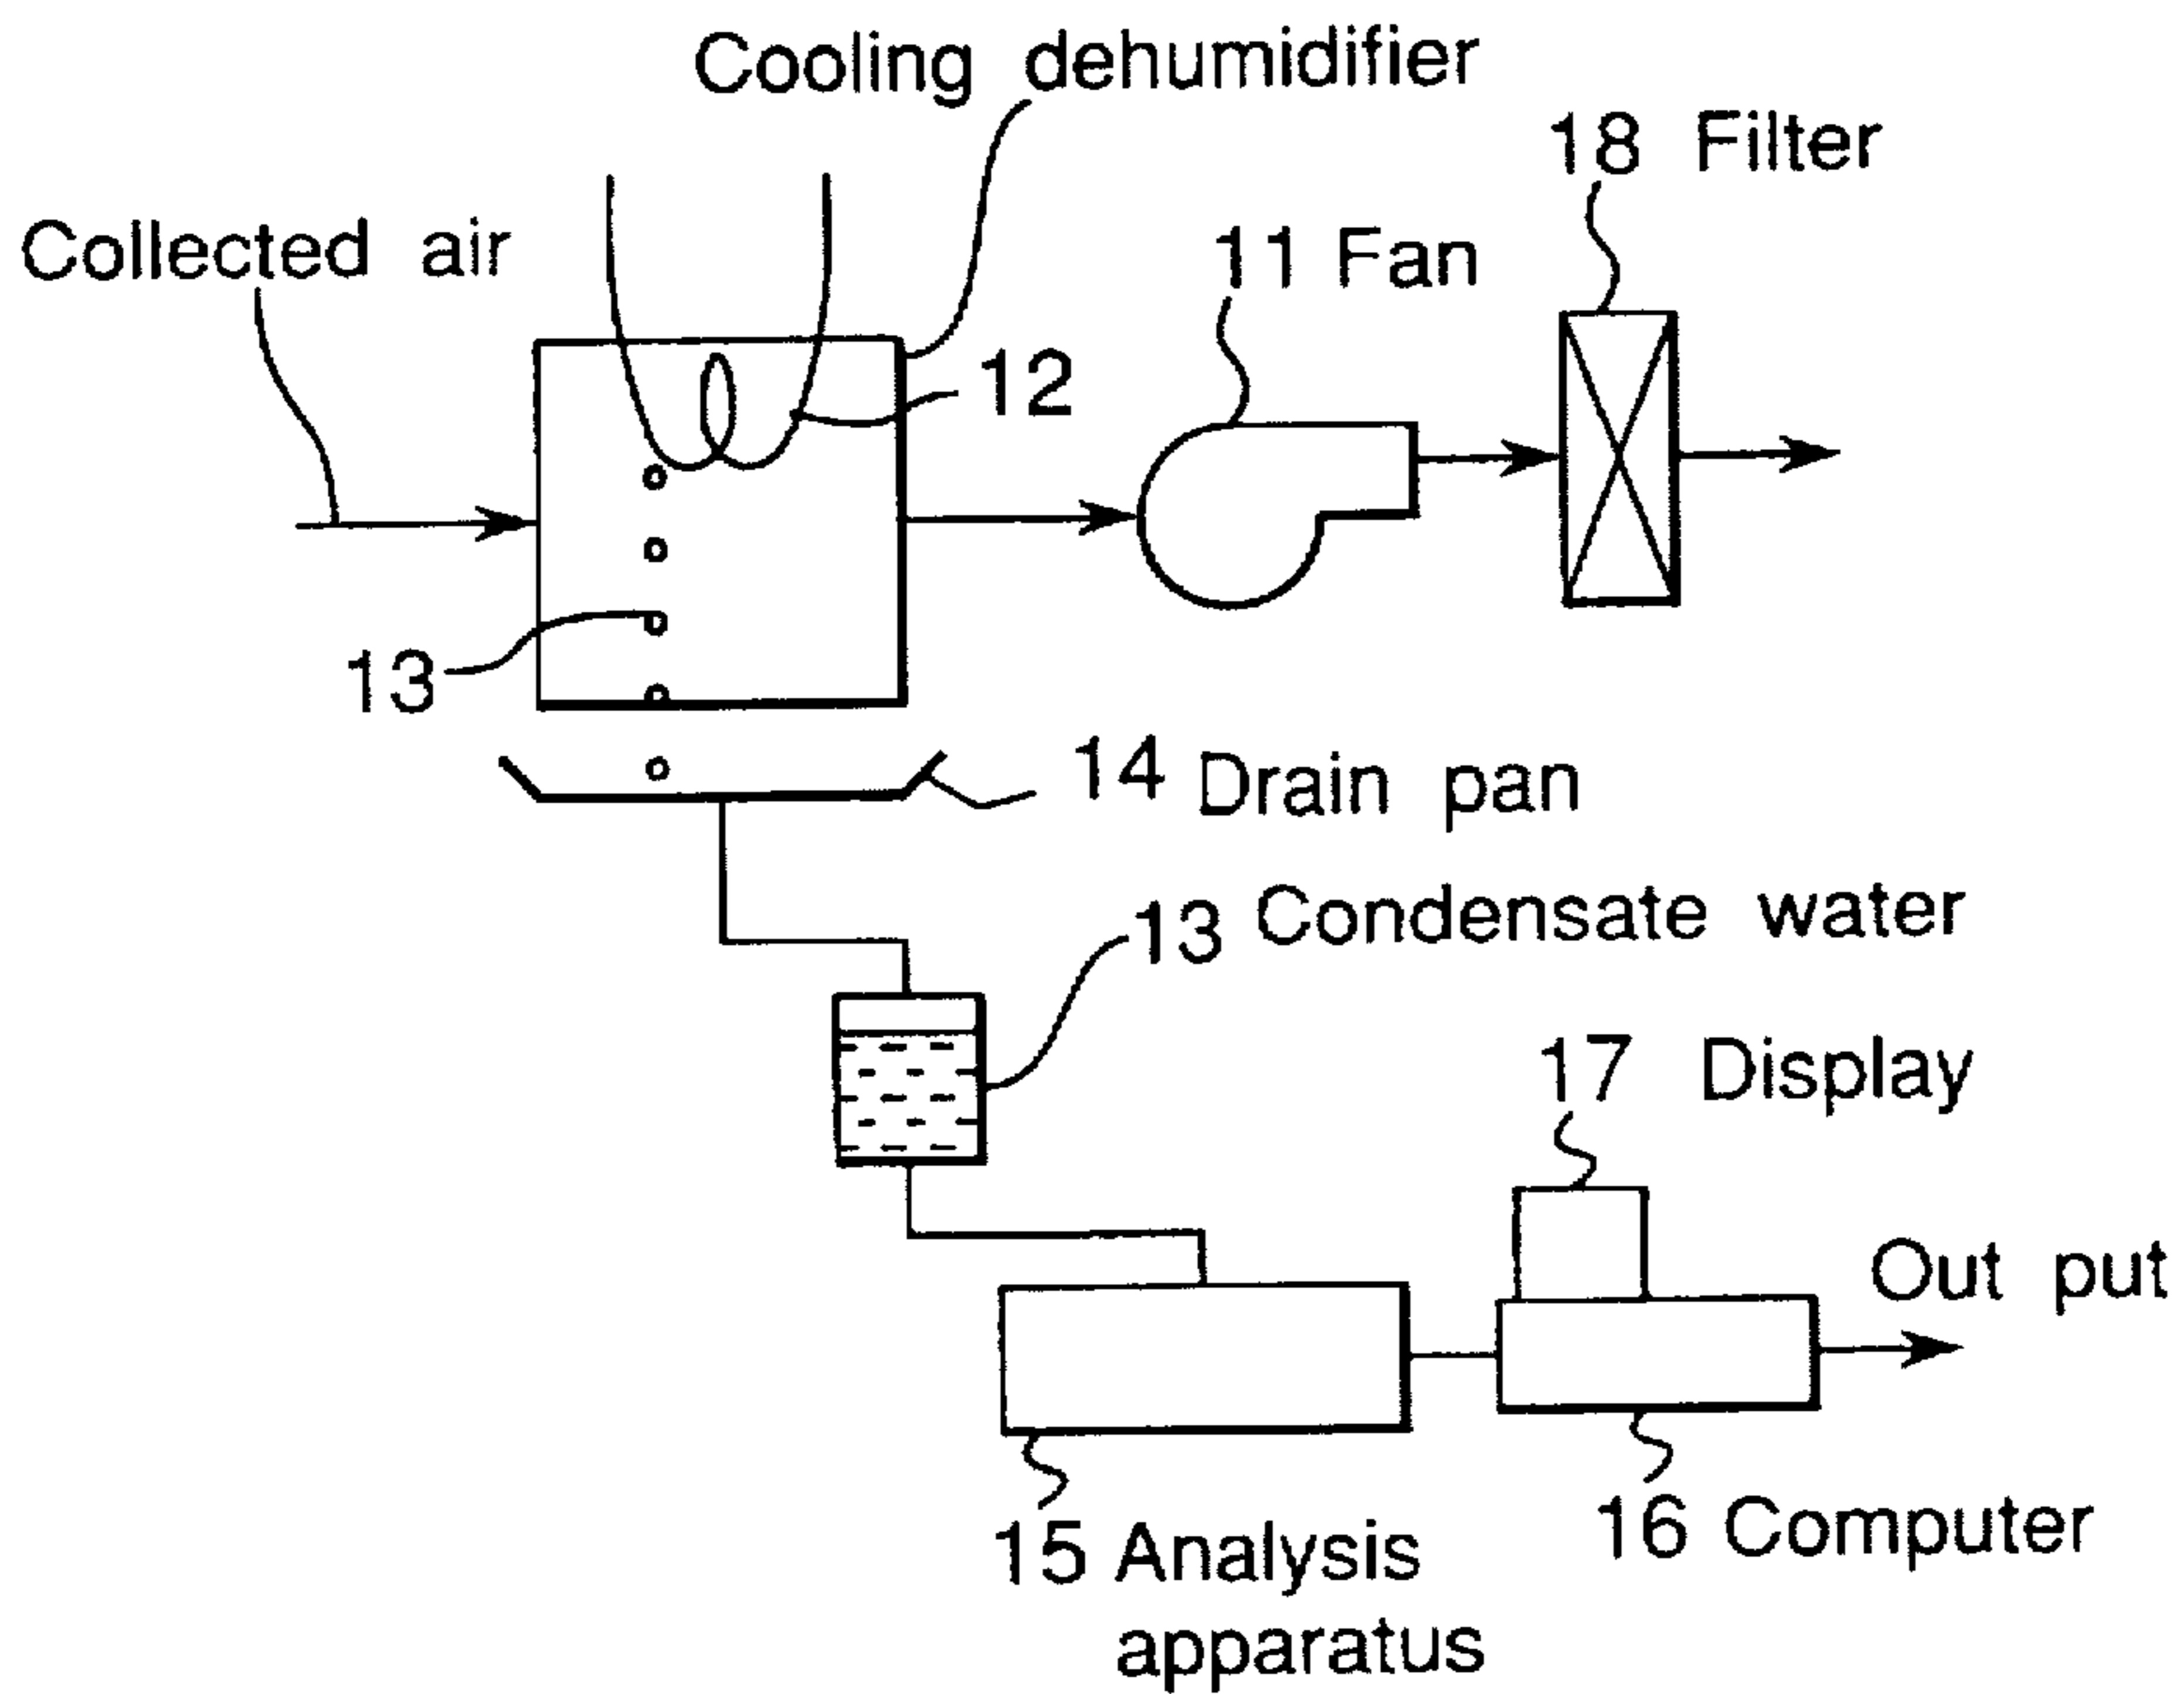 Cooling dehumidifier
18 Filter
Collected air
11 Fan
12
13
14 Drain pan
13 Condensate water
17 Display
Out put
16 Computer
15 Analysis
apparatus